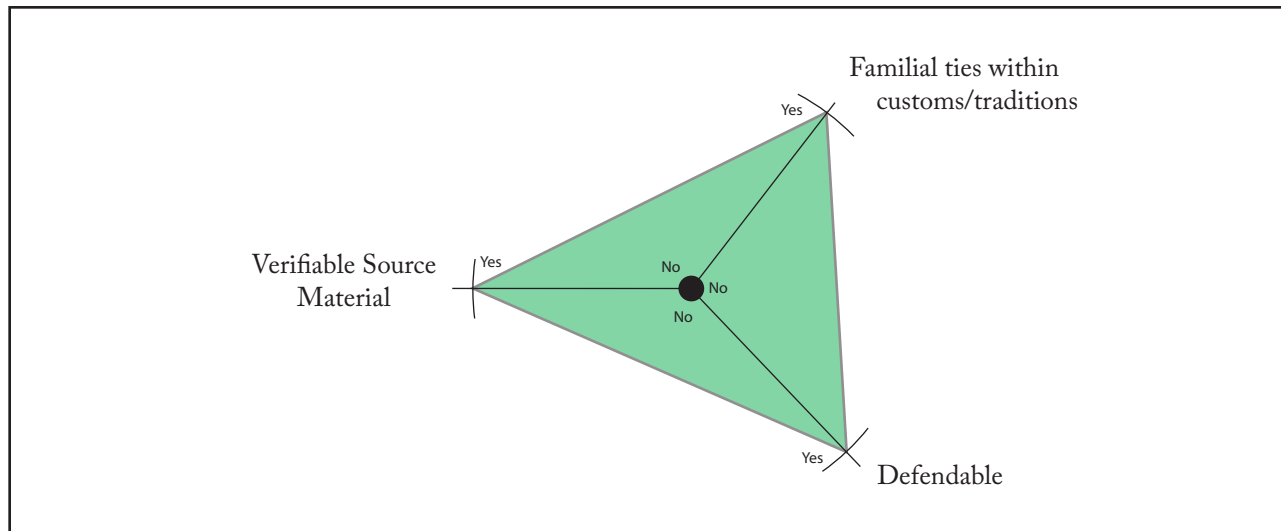 Familial ties within
customs/traditions
Yes
Verifiable Source
Material
Yes
No
No
No
Yes
Defendable